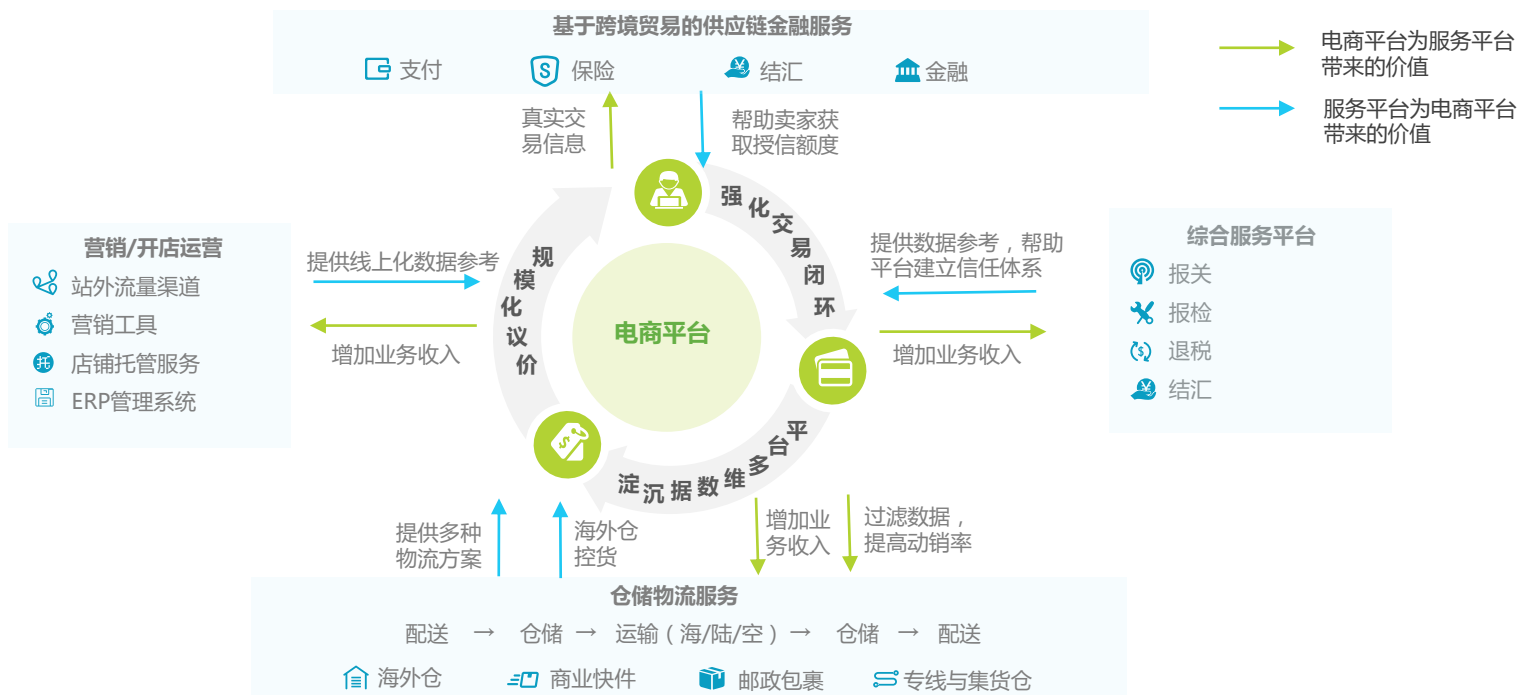 基于跨境贸易的供应链金融服务
支付
保险
结汇
金融
电商平台为服务平台
带来的价值
服务平台为电商平台
带来的价值
真实交
易信息
帮助卖家获
取授信额度
强化交易闭环
规模化议价
平台多维数据沉淀
电商平台
营销/开店运营
站外流量渠道
营销工具
托
店铺托管服务
ERP管理系统
提供线上化数据参考
增加业务收入
提供数据参考，帮助
平台建立信任体系
增加业务收入
综合服务平台
报关
报检
退税
结汇
提供多种
物流方案
海外仓
控货
增加业
务收入
过滤数据，
提高动销率
仓储物流服务
配送 → 仓储 → 运输（海/陆/空）→ 仓储 → 配送
海外仓
商业快件
邮政包裹
专线与集货仓